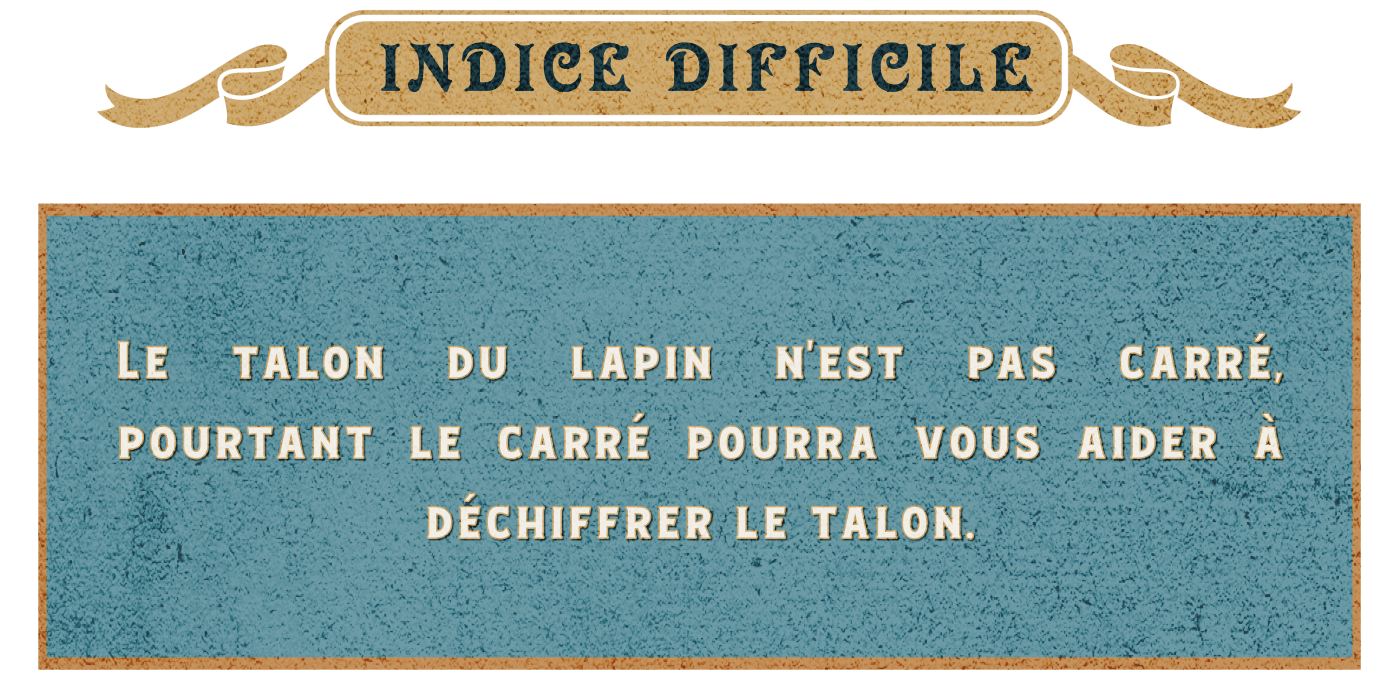 INDICE DIFFICILE
Le talon du lapin n'est pas carré,
pourtant le carré pourra vous aider à
déchiffrer le talon.